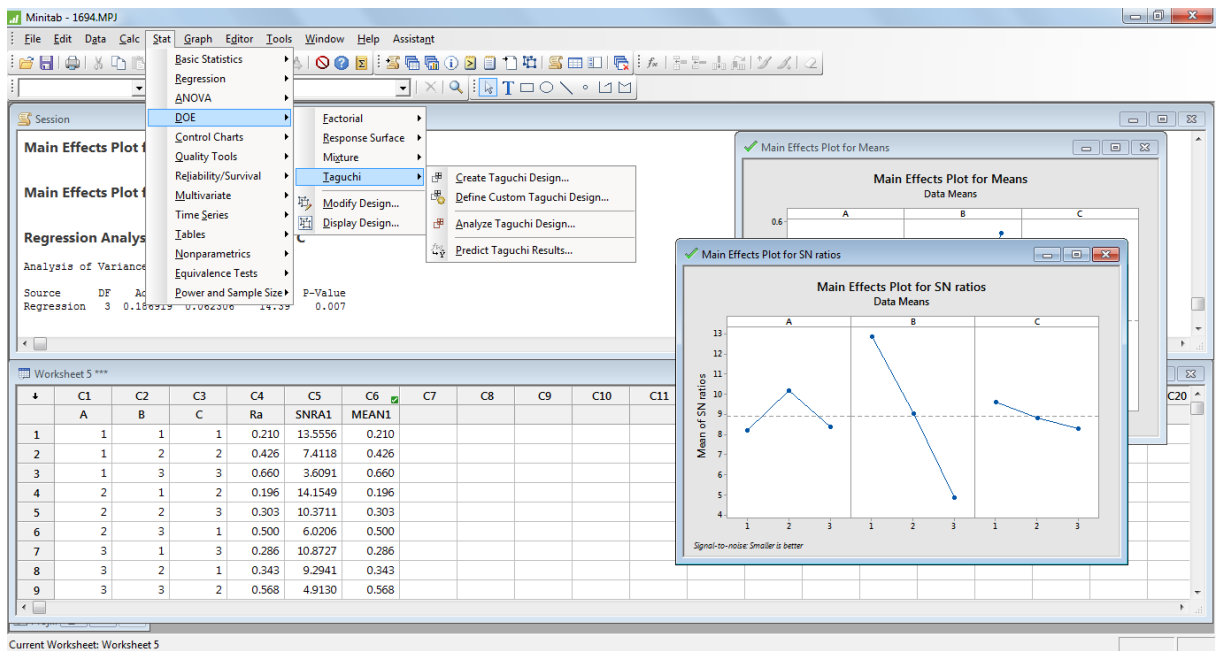 Minitab - 1694.MPJ
File Edit Data Calc Stat Graph Editor Tools Window Help Assistant
Basic Statistics
Regression
ANOVA
DOE
Control Charts
Quality Tools
Reliability/Survival
Multivariate
Time Series
Tables
Nonparametrics
Equivalence Tests
Power and Sample Size
Factorial
Response Surface
Mixture
Taguchi
Modify Design...
Display Design...
Create Taguchi Design...
Define Custom Taguchi Design...
Analyze Taguchi Design...
Predict Taguchi Results...
Session
Main Effects Plot f
Main Effects Plot f
Regression Analys C
Analysis of Variance
Source DF P-Value
Regression 3 0.186919 0.062306 14.39 0.007
Main Effects Plot for Means
Main Effects Plot for Means
Data Means
A B C
0.6
Main Effects Plot for SN ratios
Main Effects Plot for SN ratios
Data Means
A B C
Mean of SN ratios
13
12
11
10
9
8
7
6
5
4
1 2 3 1 2 3 1 2 3
Signal-to-noise: Smaller is better
Worksheet 5 ***
C1 C2 C3 C4 C5 C6 C7 C8 C9 C10 C11 C20
A B C Ra SNRA1 MEAN1
1 1 1 1 0.210 13.5556 0.210
2 1 2 2 0.426 7.4118 0.426
3 1 3 3 0.660 3.6091 0.660
4 2 1 2 0.196 14.1549 0.196
5 2 2 3 0.303 10.3711 0.303
6 2 3 1 0.500 6.0206 0.500
7 3 1 3 0.286 10.8727 0.286
8 3 2 1 0.343 9.2941 0.343
9 3 3 2 0.568 4.9130 0.568
Current Worksheet: Worksheet 5